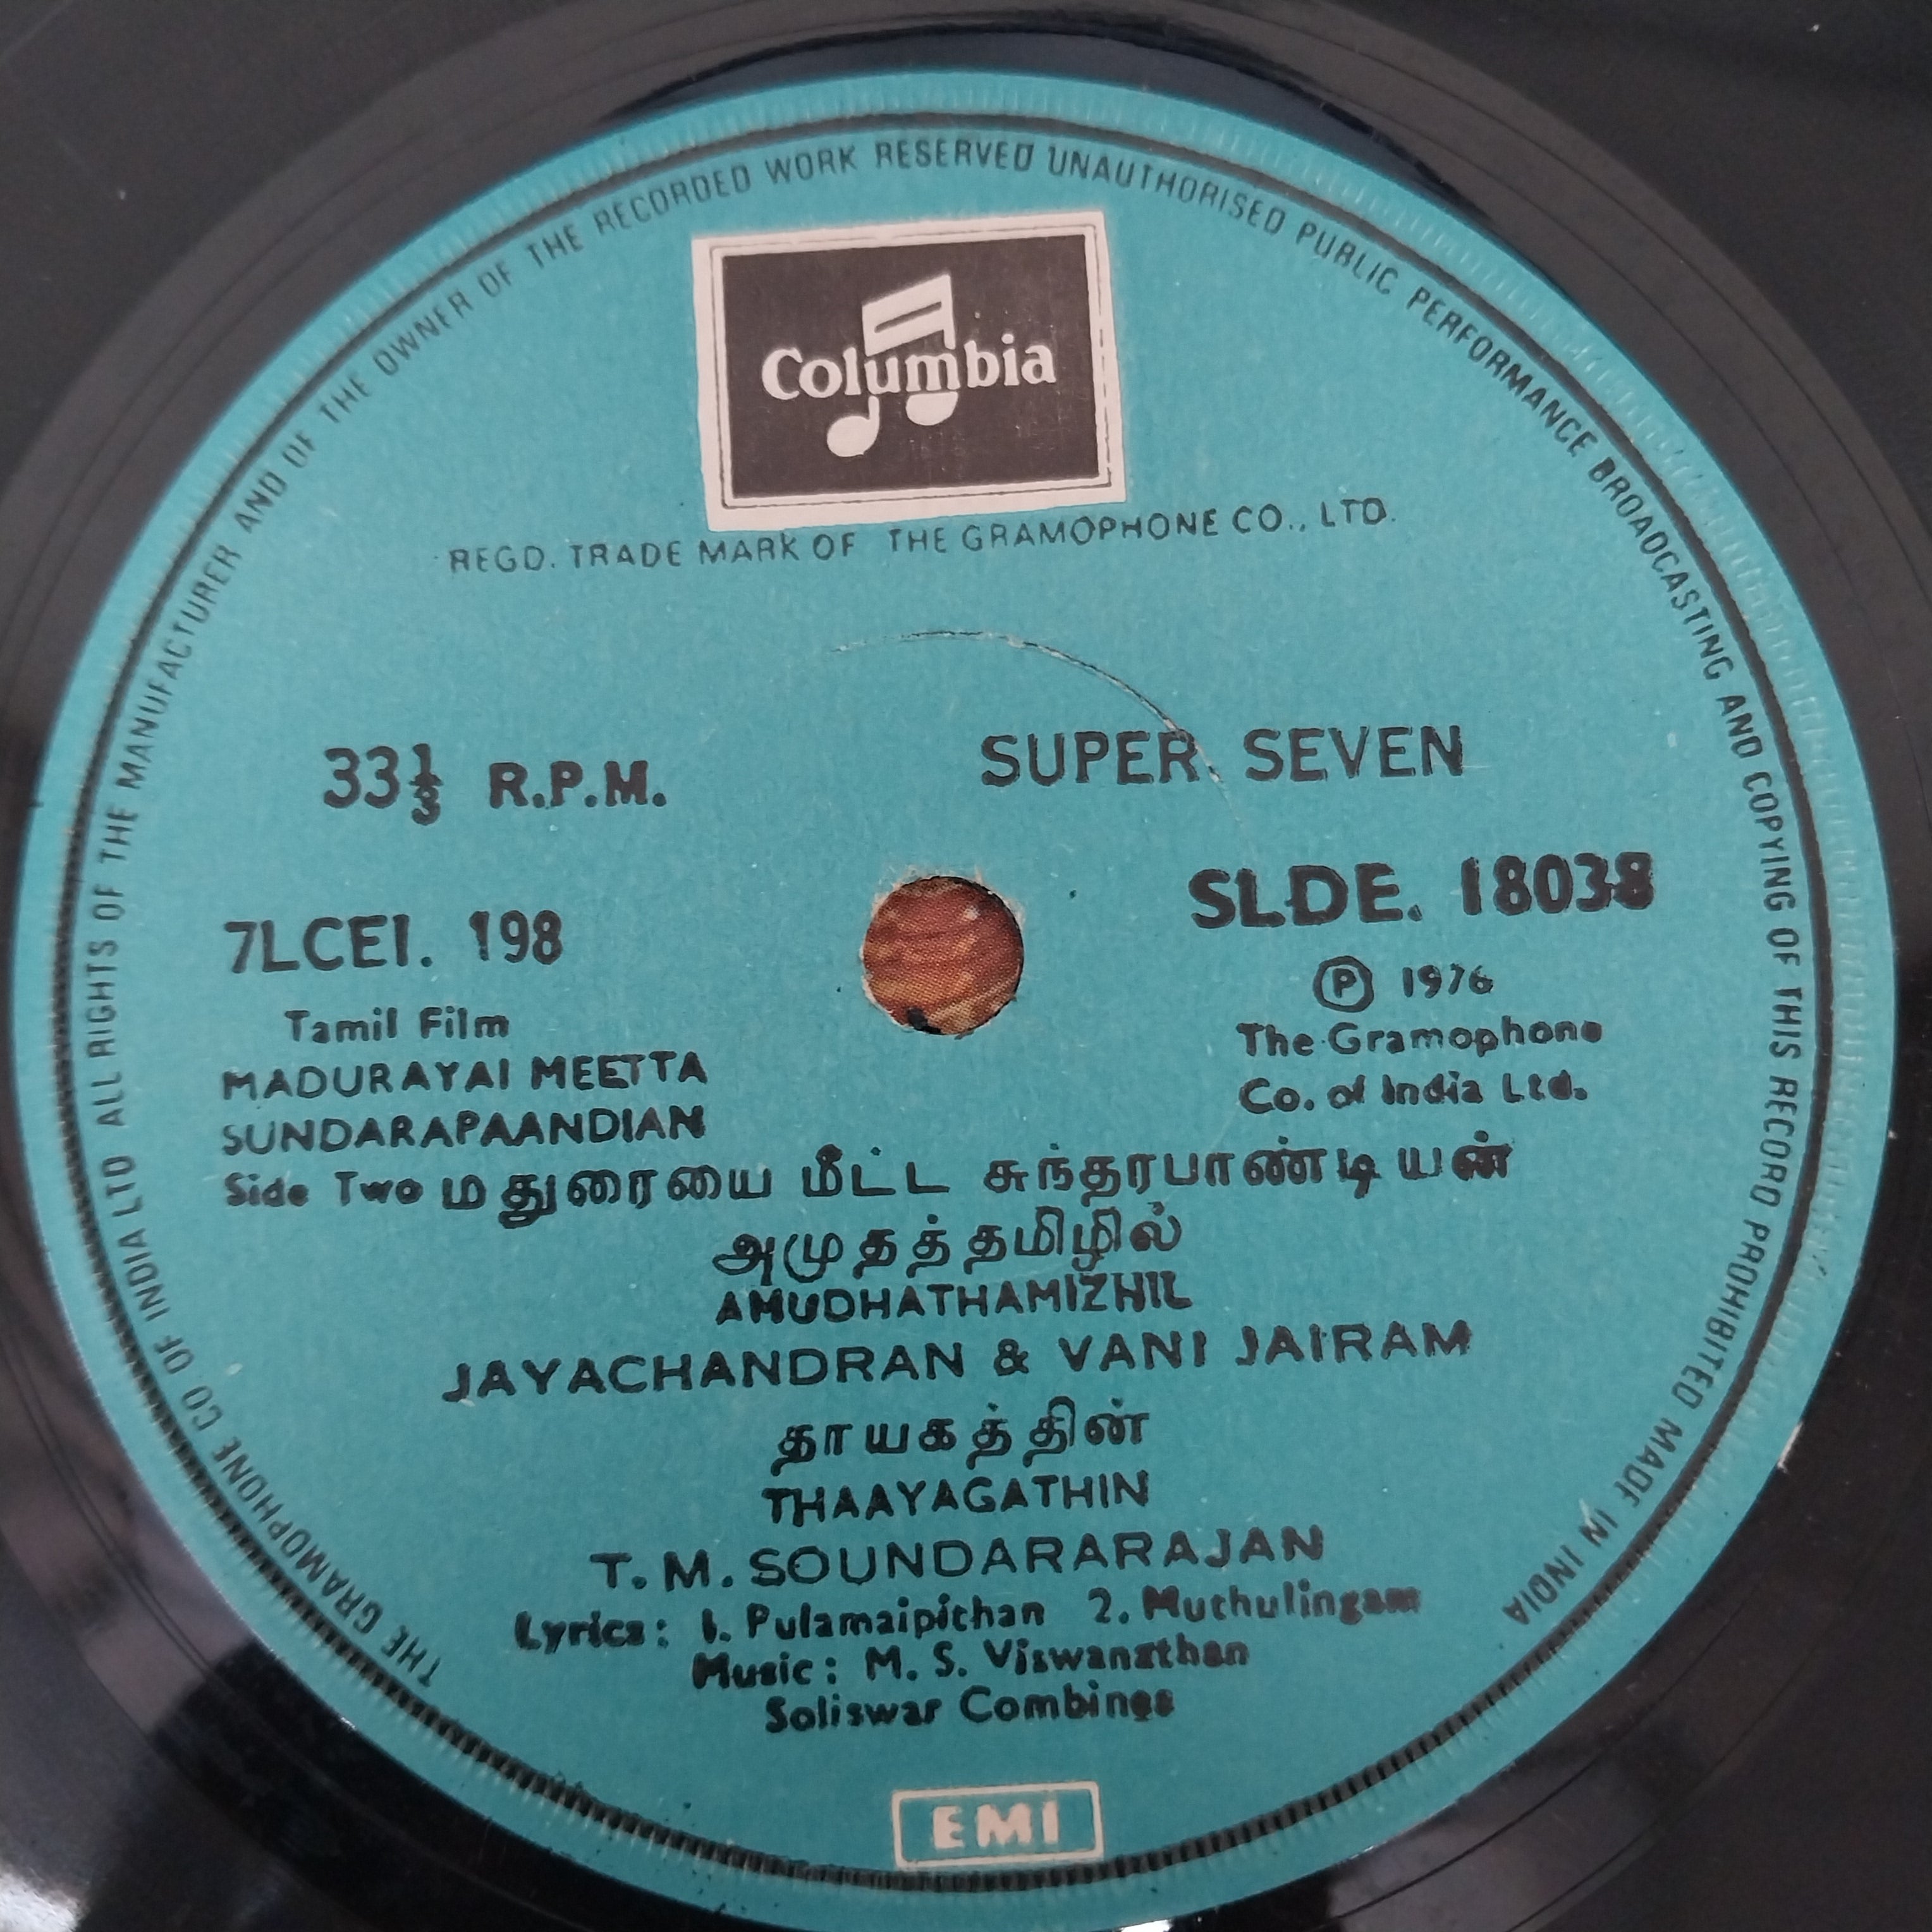 THE GRAMOPHONE CO OF INDIA LTD ALL RIGHTS OF THE MANUFACTURER AND OF THE OWNER OF THE RECORDED WORK RESERVED UNAUTHORISED PUBLIC PERFORMANCE BROADCASTING AND COPYING OF THIS RECORD PROHIBITED MADE IN INDIA
Columbia
REGD. TRADE MARK OF THE GRAMOPHONE CO., LTD.
33⅓ R.P.M.
SUPER SEVEN
7LCEI. 198
SLDE. 18038
Ⓟ 1976
Tamil Film
The Gramophone
MADURAYAI MEETTA
Co. of India Ltd.
SUNDARAPAANDIAN
Side Two மதுரையை மீட்ட சுந்தரபாண்டியன்
அமுதத்தமிழில்
AMUDHATHAMIZHIL
JAYACHANDRAN & VANI JAIRAM
தாயகத்தின்
THAAYAGATHIN
T. M. SOUNDARARAJAN
Lyrics: 1. Pulamaipithan 2. Muthulingam
Music: M. S. Viswanathan
Soliswar Combines
EMI